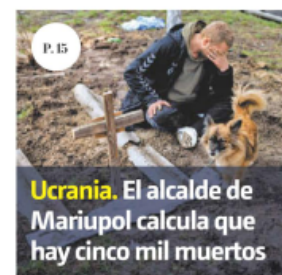 P. 15
Ucrania. El alcalde de
Mariupol calcula que
hay cinco mil muertos